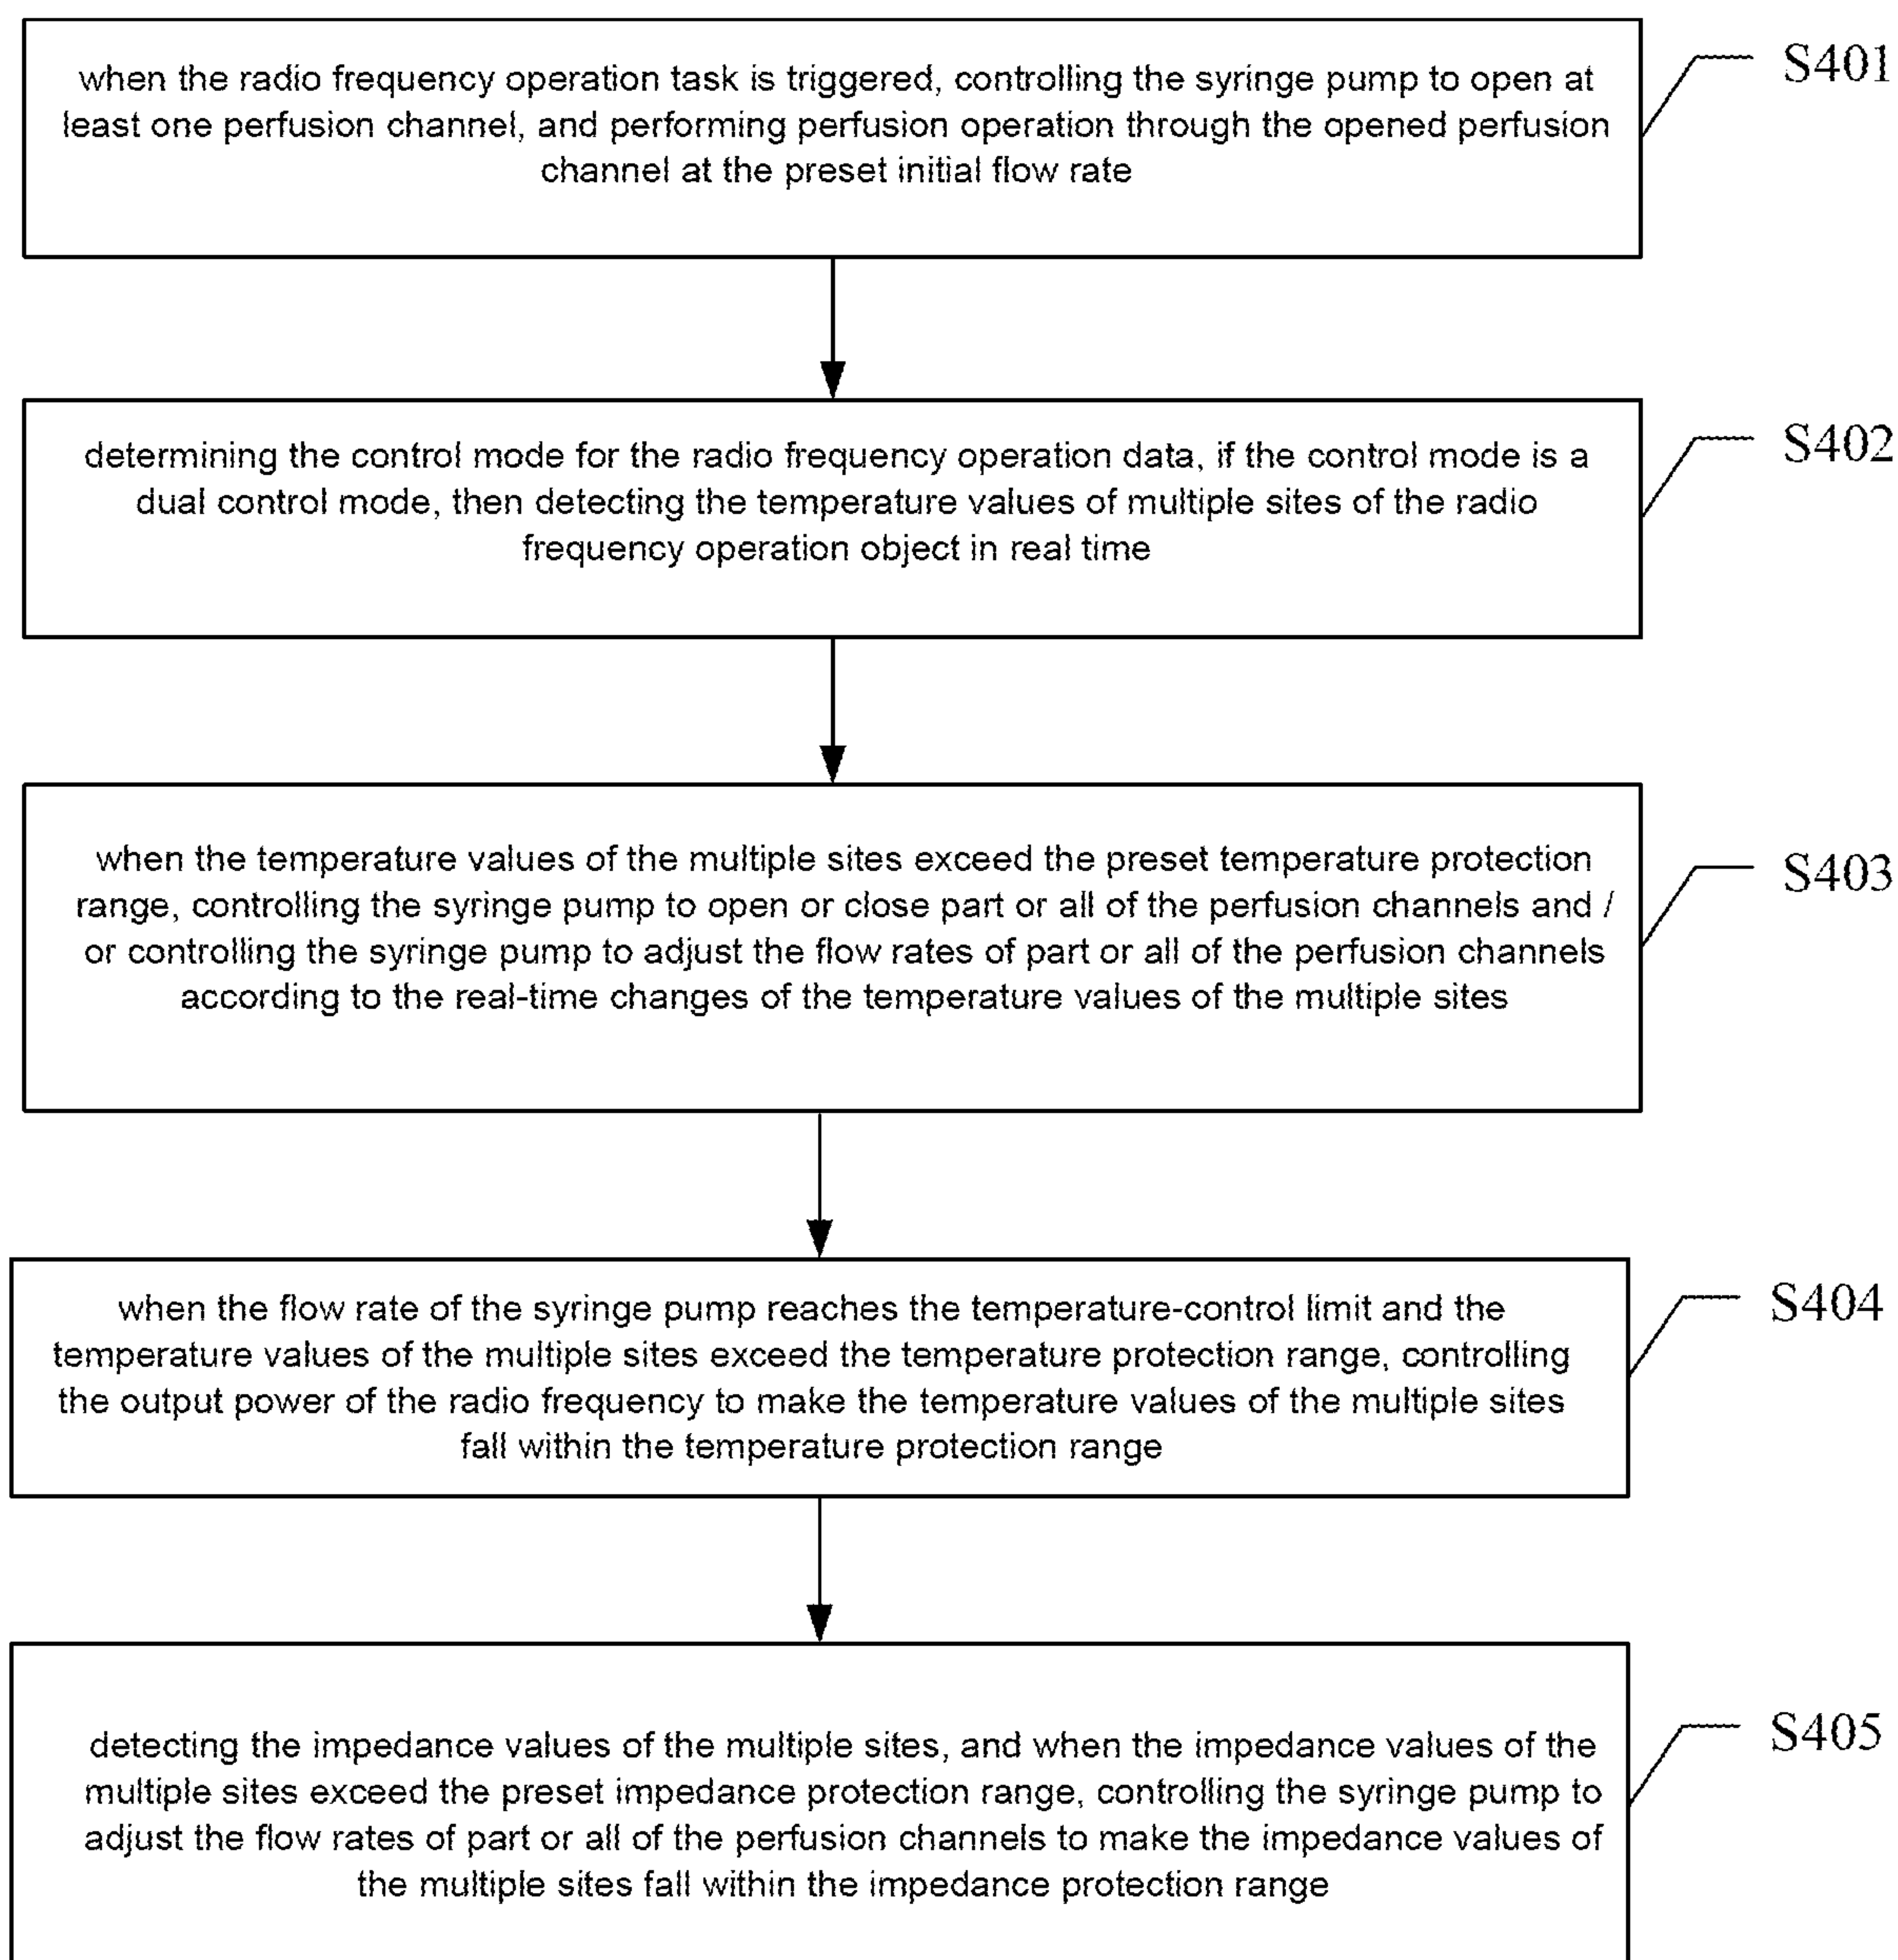 when the radio frequency operation task is triggered, controlling the syringe pump to open at
least one perfusion channel, and performing perfusion operation through the opened perfusion
channel at the preset initial flow rate
S401
determining the control mode for the radio frequency operation data, if the control mode is a
dual control mode, then detecting the temperature values of multiple sites of the radio
frequency operation object in real time
S402
when the temperature values of the multiple sites exceed the preset temperature protection
range, controlling the syringe pump to open or close part or all of the perfusion channels and /
or controlling the syringe pump to adjust the flow rates of part or all of the perfusion channels
according to the real-time changes of the temperature values of the multiple sites
S403
when the flow rate of the syringe pump reaches the temperature-control limit and the
temperature values of the multiple sites exceed the temperature protection range, controlling
the output power of the radio frequency to make the temperature values of the multiple sites
fall within the temperature protection range
S404
detecting the impedance values of the multiple sites, and when the impedance values of the
multiple sites exceed the preset impedance protection range, controlling the syringe pump to
adjust the flow rates of part or all of the perfusion channels to make the impedance values of
the multiple sites fall within the impedance protection range
S405